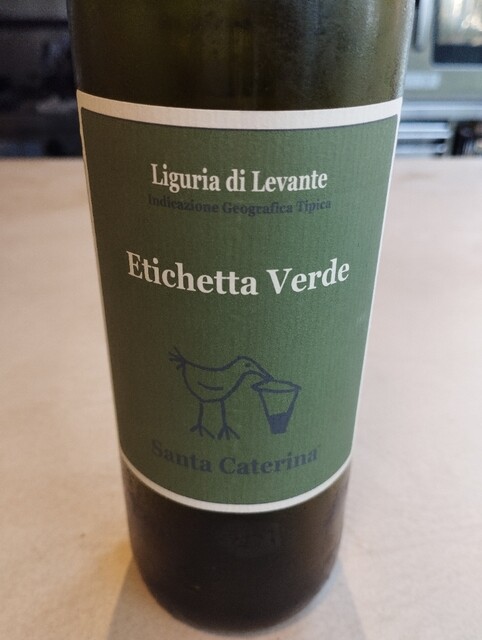 Liguria di Levante
Indicazione Geografica Tipica
Etichetta Verde
Santa Caterina